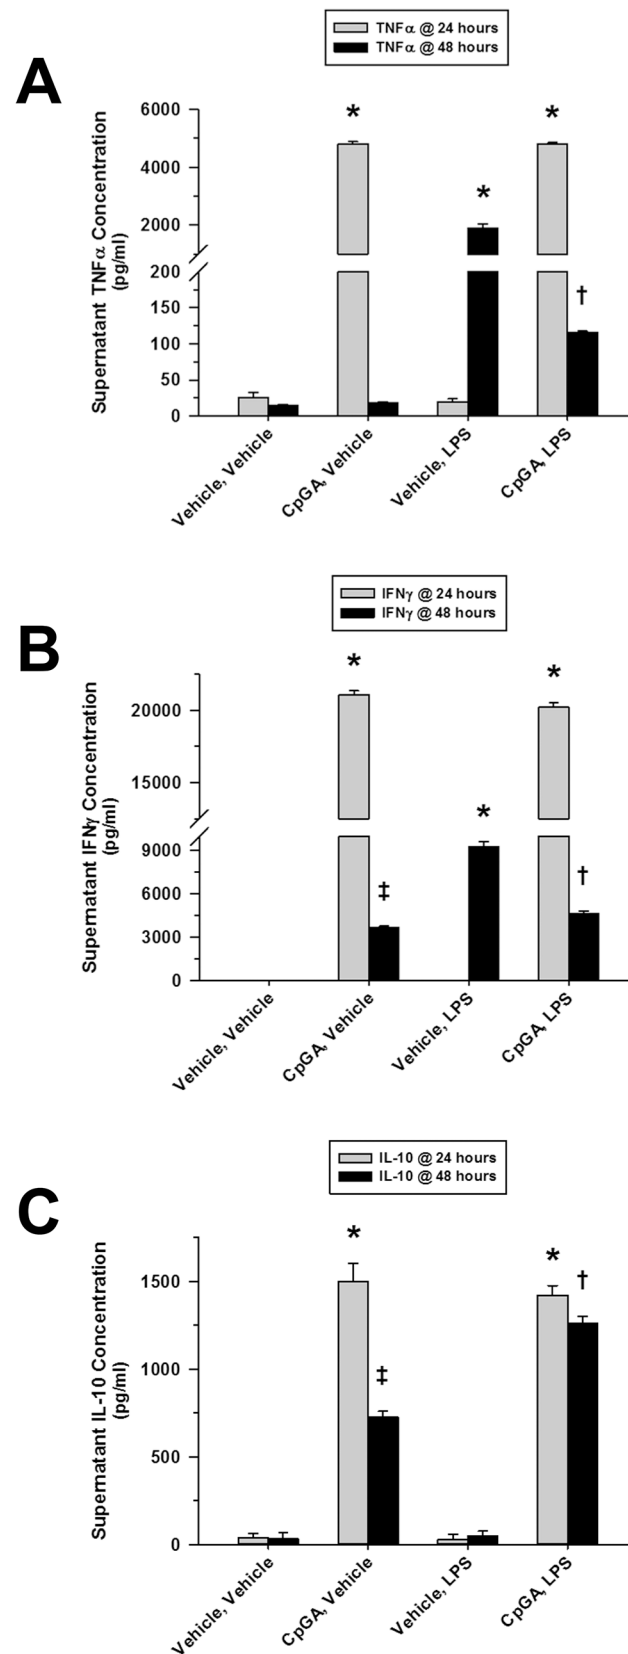 TNFα @ 24 hours
TNFα @ 48 hours
A
Supernatant TNFα Concentration
(pg/ml)
6000
4000
2000
200
150
100
50
0
*
*
*
†
Vehicle, Vehicle
CpGA, Vehicle
Vehicle, LPS
CpGA, LPS
IFNγ @ 24 hours
IFNγ @ 48 hours
B
Supernatant IFNγ Concentration
(pg/ml)
20000
15000
9000
6000
3000
0
*
‡
*
*
†
Vehicle, Vehicle
CpGA, Vehicle
Vehicle, LPS
CpGA, LPS
IL-10 @ 24 hours
IL-10 @ 48 hours
C
Supernatant IL-10 Concentration
(pg/ml)
1500
1000
500
0
*
‡
*
†
Vehicle, Vehicle
CpGA, Vehicle
Vehicle, LPS
CpGA, LPS